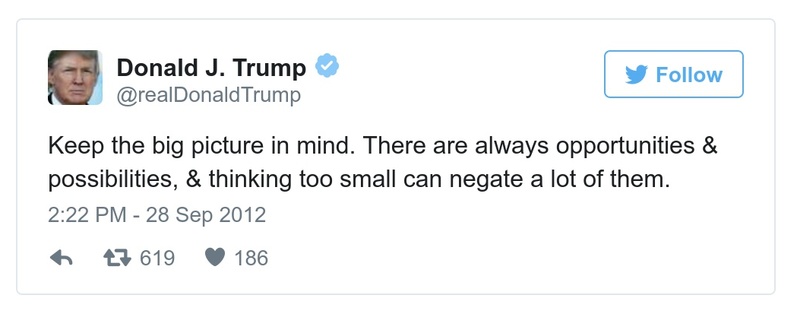 Donald J. Trump
@realDonaldTrump
Follow
Keep the big picture in mind. There are always opportunities &
possibilities, & thinking too small can negate a lot of them.
2:22 PM - 28 Sep 2012
619 186